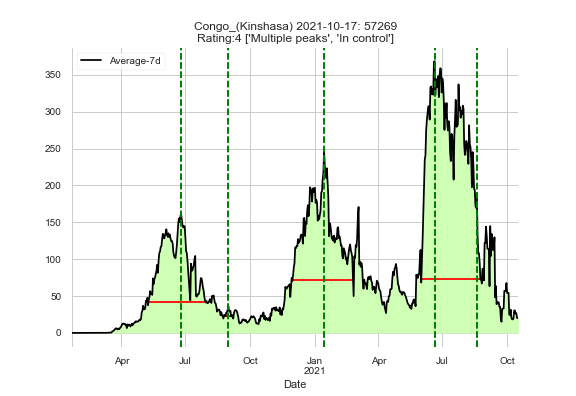 Congo_(Kinshasa) 2021-10-17: 57269
Rating:4 ['Multiple peaks', 'In control']
Average-7d
350
300
250
200
150
100
50
0
Apr
Jul
Oct
Jan
2021
Apr
Jul
Oct
Date